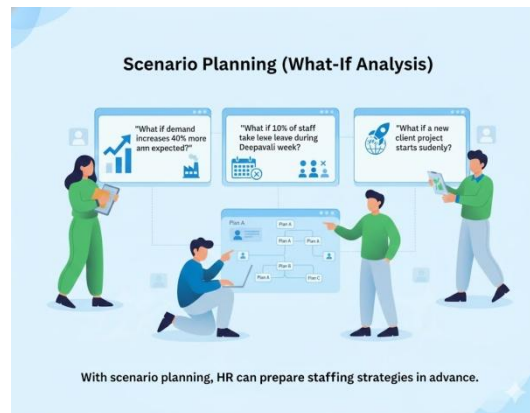 Scenario Planning (What-If Analysis)
"What if demand
increases 40% more
ann expected?"
"What if 10% of staff
take leve leave during
Deepavali week?"
"What if a new
client project
starts sudenly?
Plan A
Plan A
Plan A
Plan A
Plan B
Plan A
Plan C
With scenario planning, HR can prepare staffing strategies in advance.